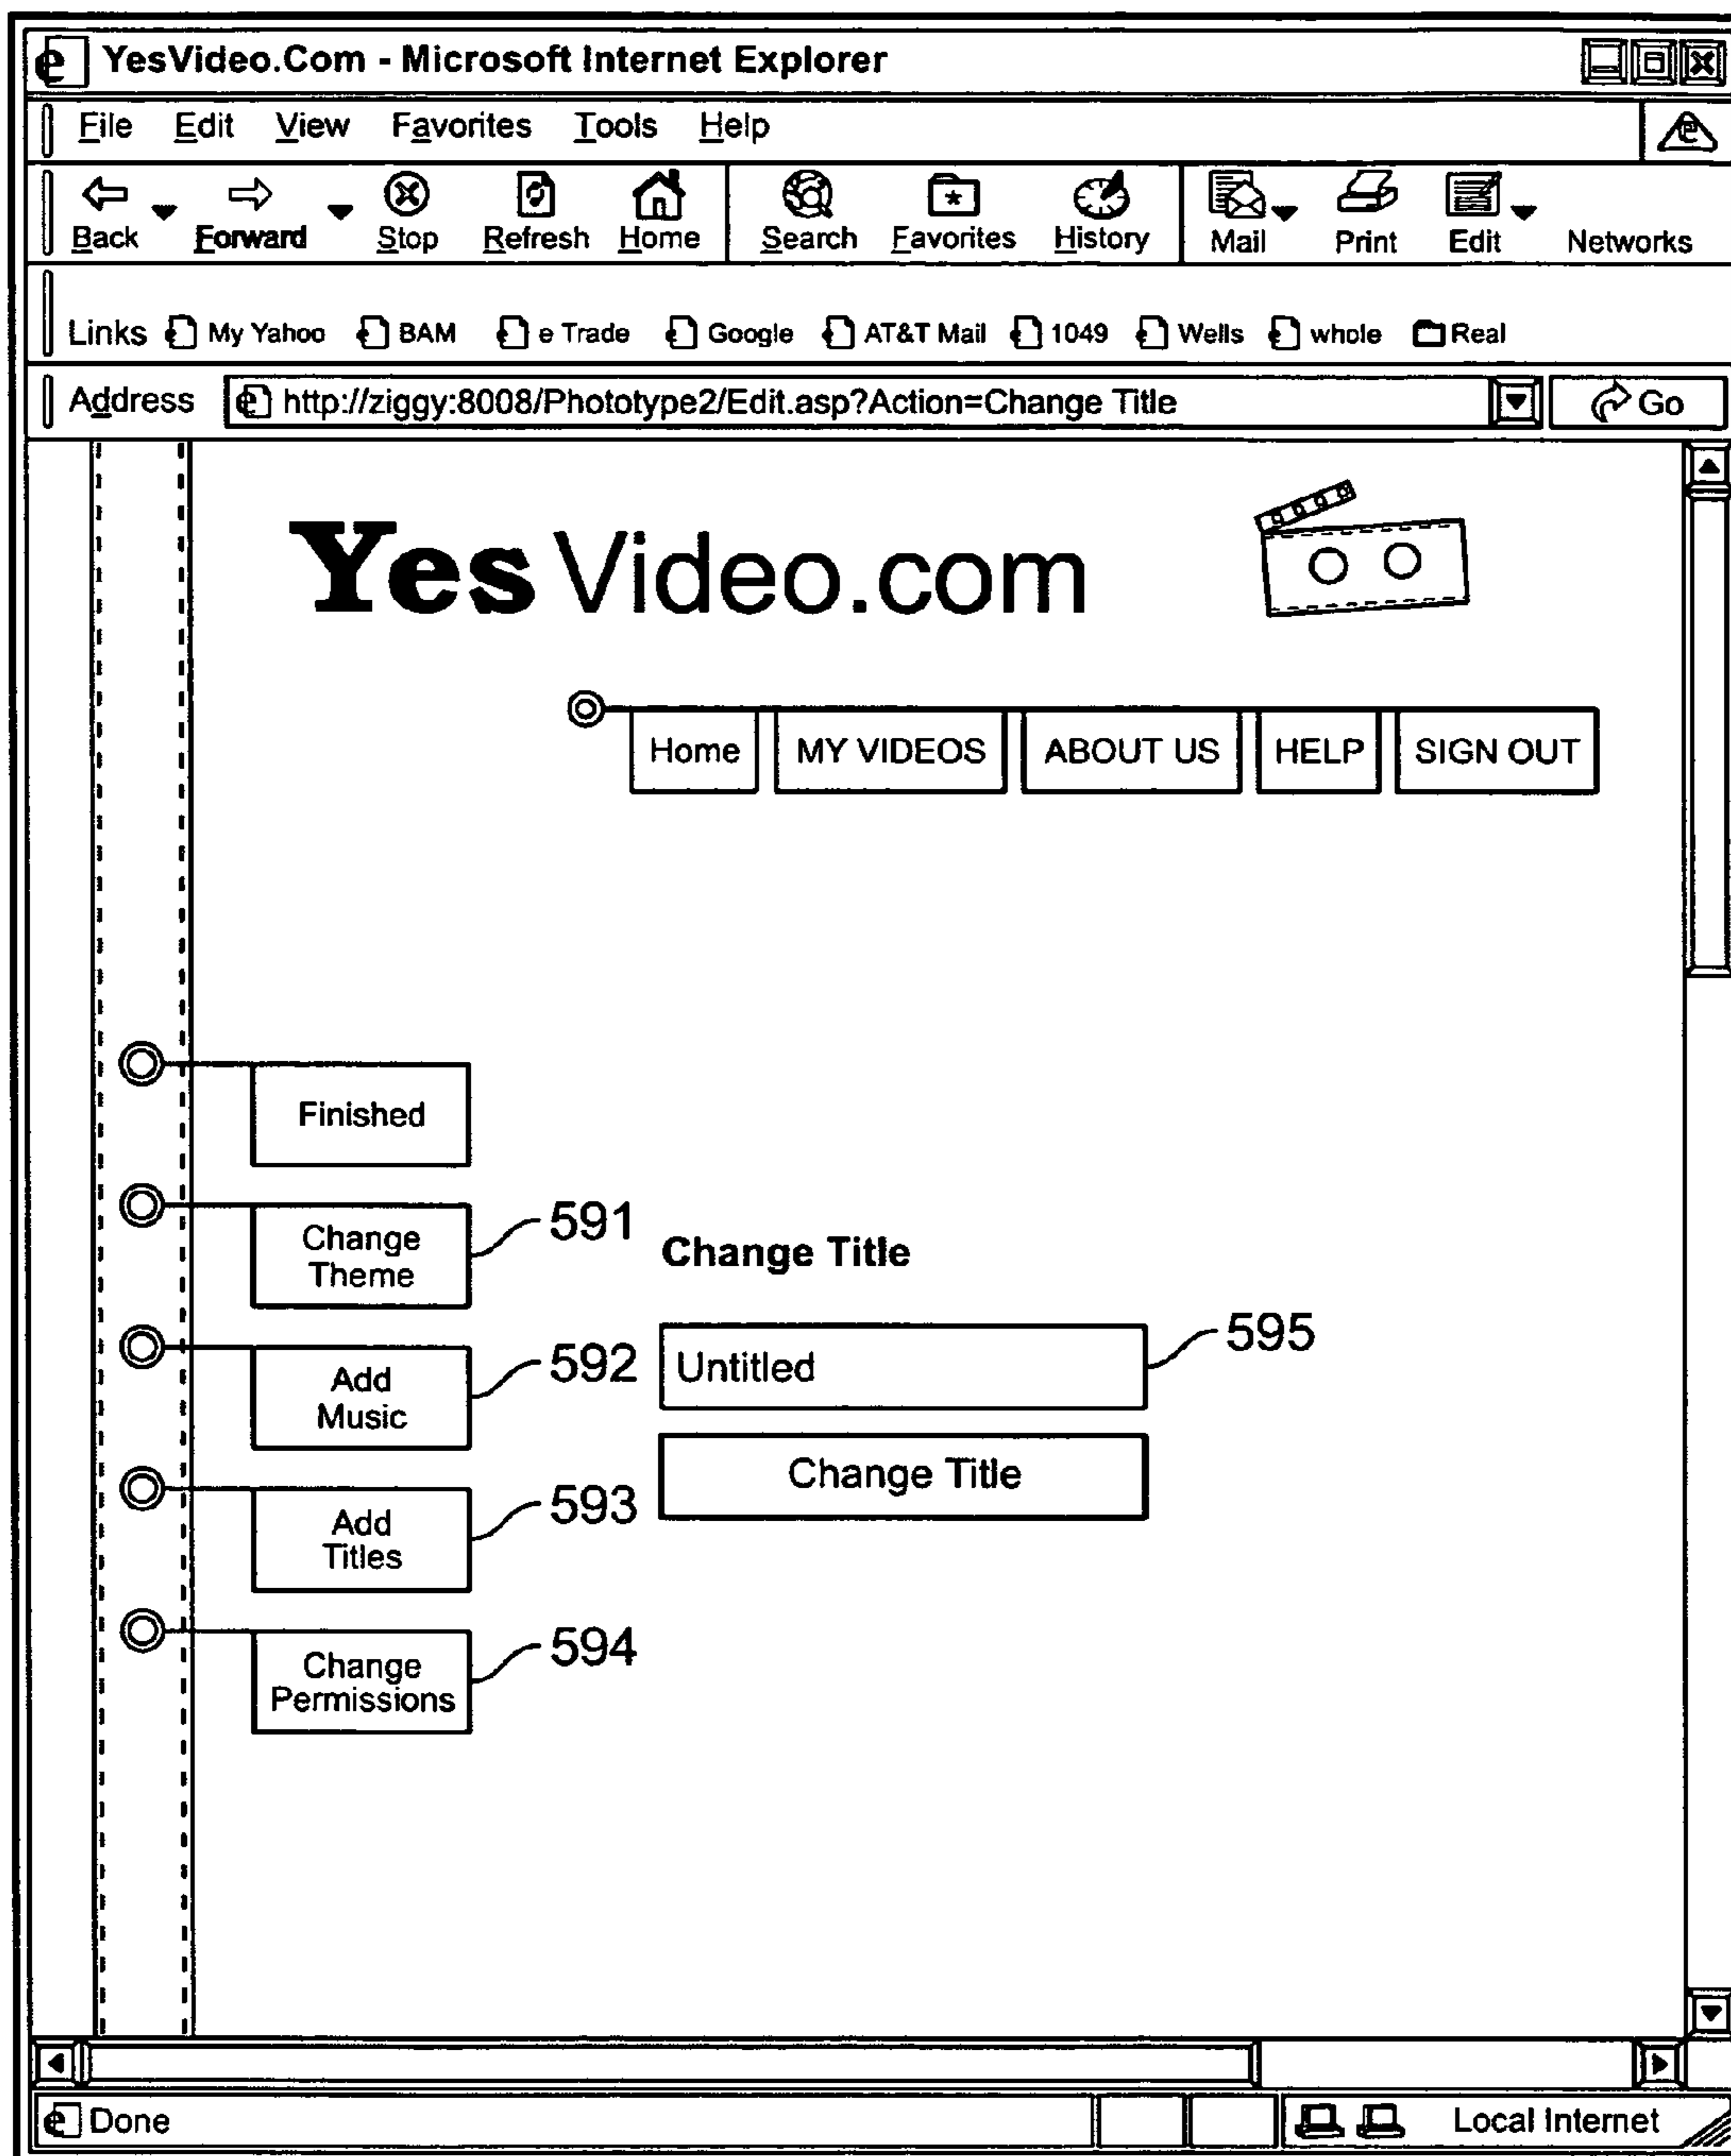 YesVideo.Com - Microsoft Internet Explorer
File Edit View Favorites Tools Help
Back Forward Stop Refresh Home Search Favorites History Mail Print Edit Networks
Links My Yahoo BAM e Trade Google AT&T Mail 1049 Wells whole Real
Address http://ziggy:8008/Phototype2/Edit.asp?Action=Change Title Go
Yes Video.com
Home MY VIDEOS ABOUT US HELP SIGN OUT
Finished
Change
Theme
591
Change Title
Add
Music
592
Untitled
595
Change Title
Add
Titles
593
Change
Permissions
594
Done Local Internet